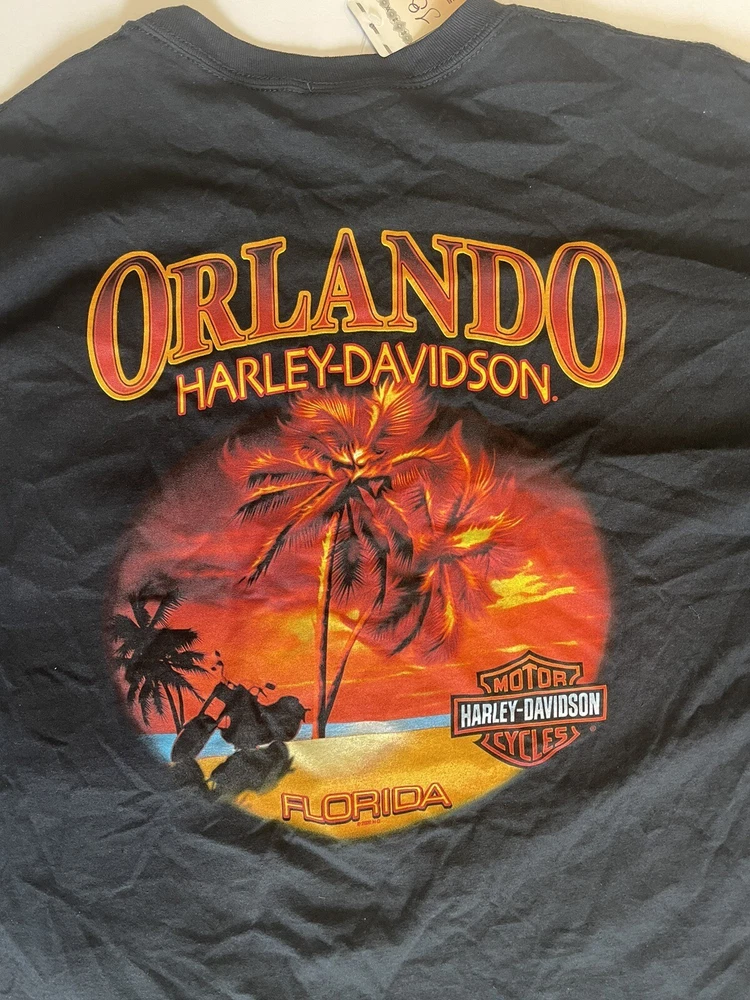 ORLANDO
HARLEY-DAVIDSON.
MOTOR
HARLEY-DAVIDSON
CYCLES
FLORIDA